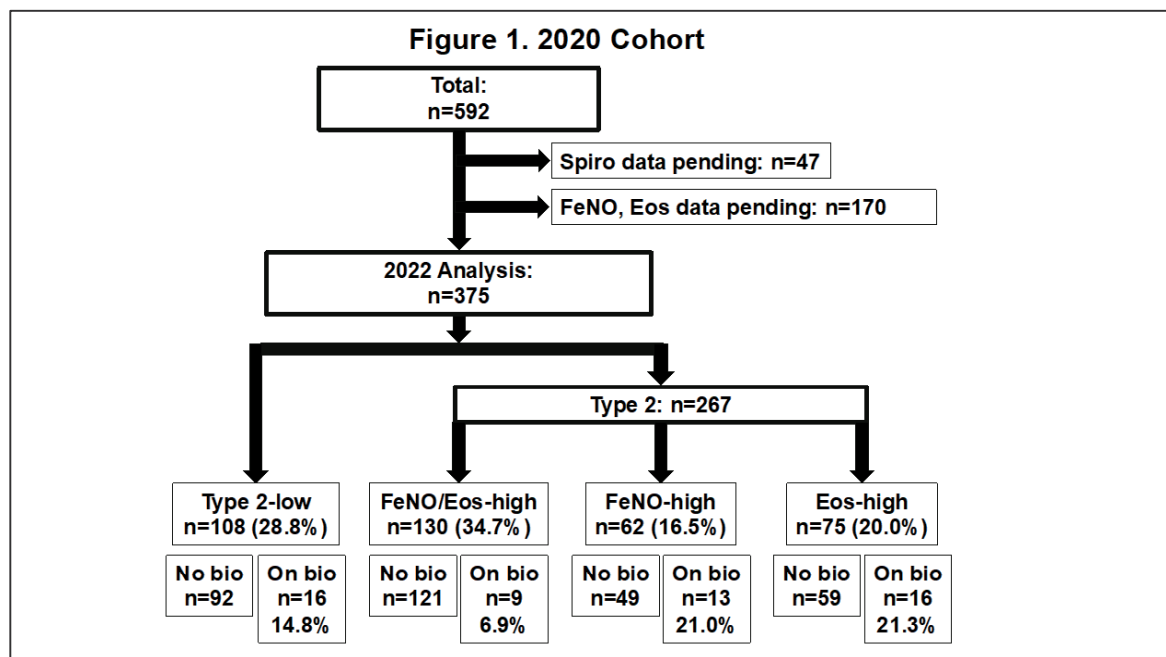 Figure 1. 2020 Cohort
Total:
n=592
Spiro data pending: n=47
FeNO, Eos data pending: n=170
2022 Analysis:
n=375
Type 2: n=267
Type 2-low
n=108 (28.8%)
FeNO/Eos-high
n=130 (34.7%)
FeNO-high
n=62 (16.5%)
Eos-high
n=75 (20.0%)
No bio
n=92
On bio
n=16
14.8%
No bio
n=121
On bio
n=9
6.9%
No bio
n=49
On bio
n=13
21.0%
No bio
n=59
On bio
n=16
21.3%